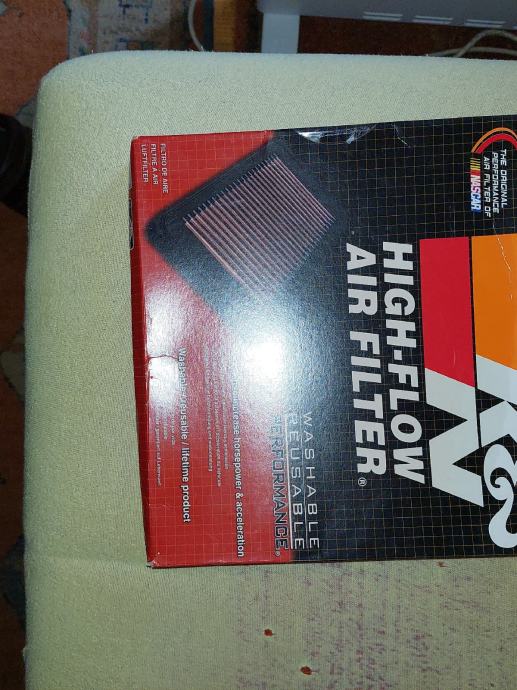 THE ORIGINAL
PERFORMANCE
AIR FILTER OF
NASCAR
K&N
HIGH-FLOW
AIR FILTER®
WASHABLE
REUSABLE
PERFORMANCE®
increase horsepower & acceleration
Washable / reusable / lifetime product
FILTRO DE AIRE
FILTRE A AIR
LUFTFILTER